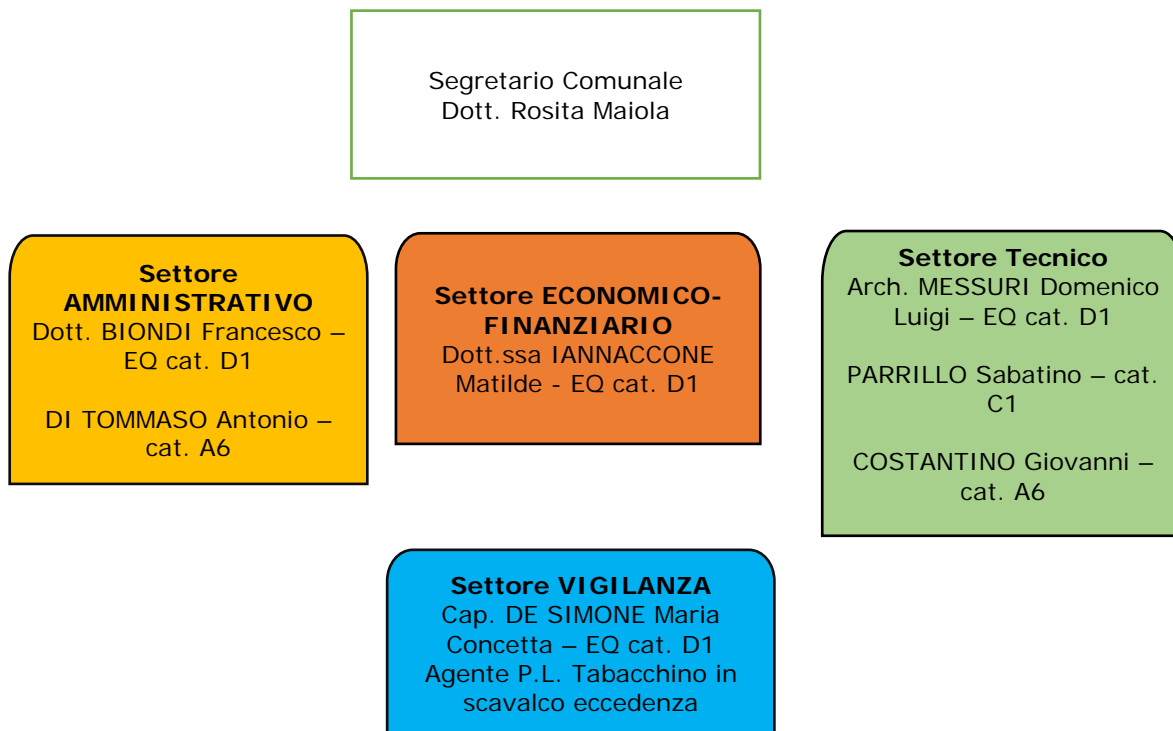 Segretario Comunale
Dott. Rosita Maiola
Settore
AMMINISTRATIVO
Dott. BIONDI Francesco –
EQ cat. D1
DI TOMMASO Antonio –
cat. A6
Settore ECONOMICO-
FINANZIARIO
Dott.ssa IANNACCONE
Matilde - EQ cat. D1
Settore Tecnico
Arch. MESSURI Domenico
Luigi – EQ cat. D1
PARRILLO Sabatino – cat.
C1
COSTANTINO Giovanni –
cat. A6
Settore VIGILANZA
Cap. DE SIMONE Maria
Concetta – EQ cat. D1
Agente P.L. Tabacchino in
scavalco eccedenza